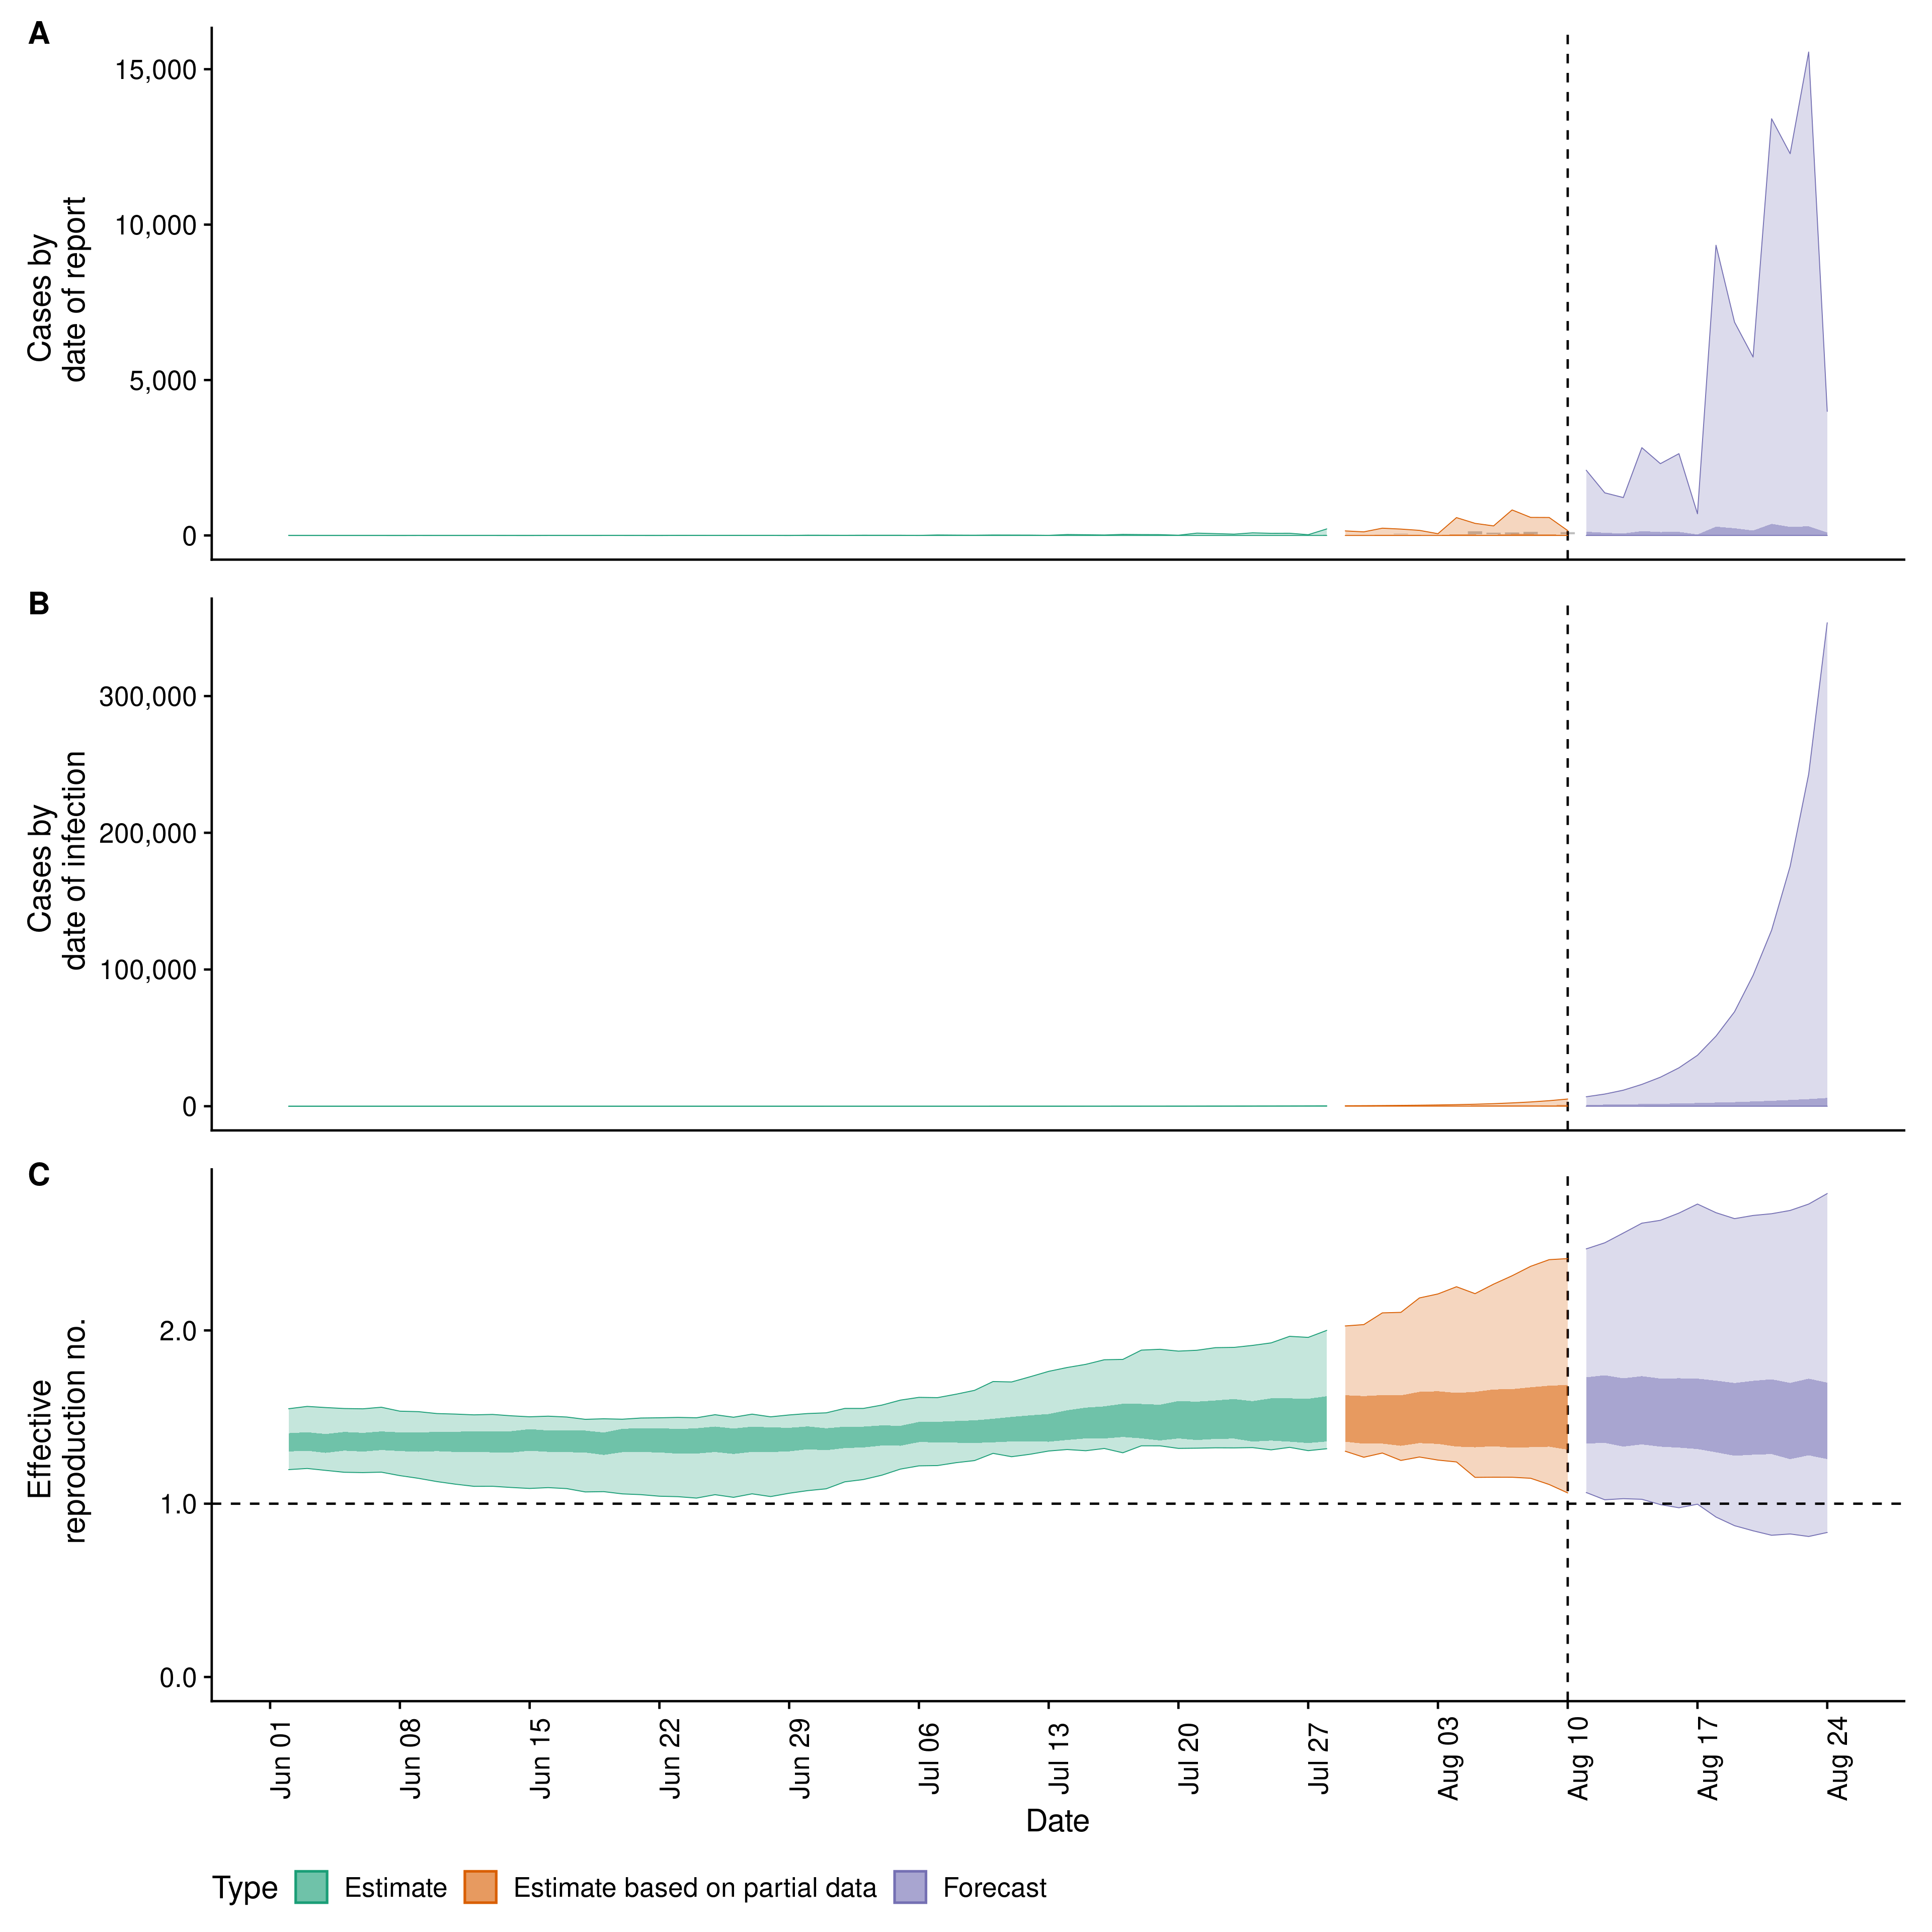 A
15,000
10,000
5,000
0
Cases by
date of report
B
300,000
200,000
100,000
0
Cases by
date of infection
C
2.0
1.0
0.0
Effective
reproduction no.
Jun 01
Jun 08
Jun 15
Jun 22
Jun 29
Jul 06
Jul 13
Jul 20
Jul 27
Aug 03
Aug 10
Aug 17
Aug 24
Date
Type Estimate Estimate based on partial data Forecast